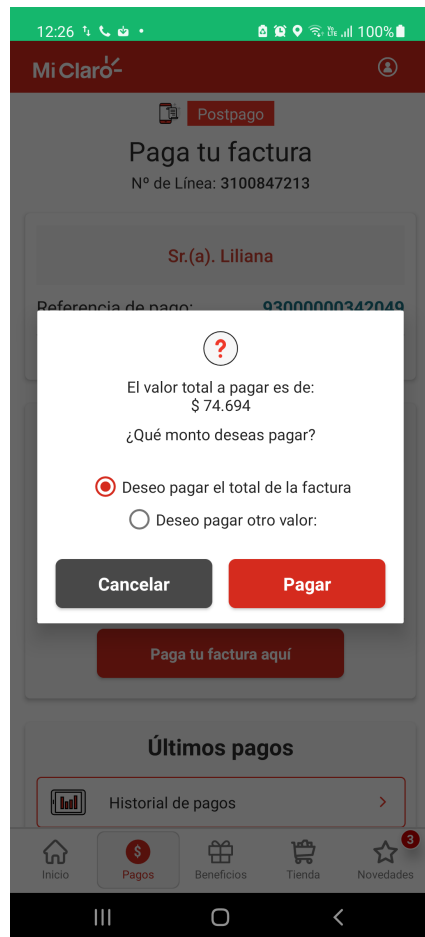 12:26
100%
Mi Claro
Postpago
Paga tu factura
Nº de Línea: 3100847213
Sr.(a). Liliana
Referencia de pago: 93000000342049
?
El valor total a pagar es de:
$ 74.694
¿Qué monto deseas pagar?
Deseo pagar el total de la factura
Deseo pagar otro valor:
Cancelar
Pagar
Paga tu factura aquí
Últimos pagos
Historial de pagos
3
Inicio
Pagos
Beneficios
Tienda
Novedades